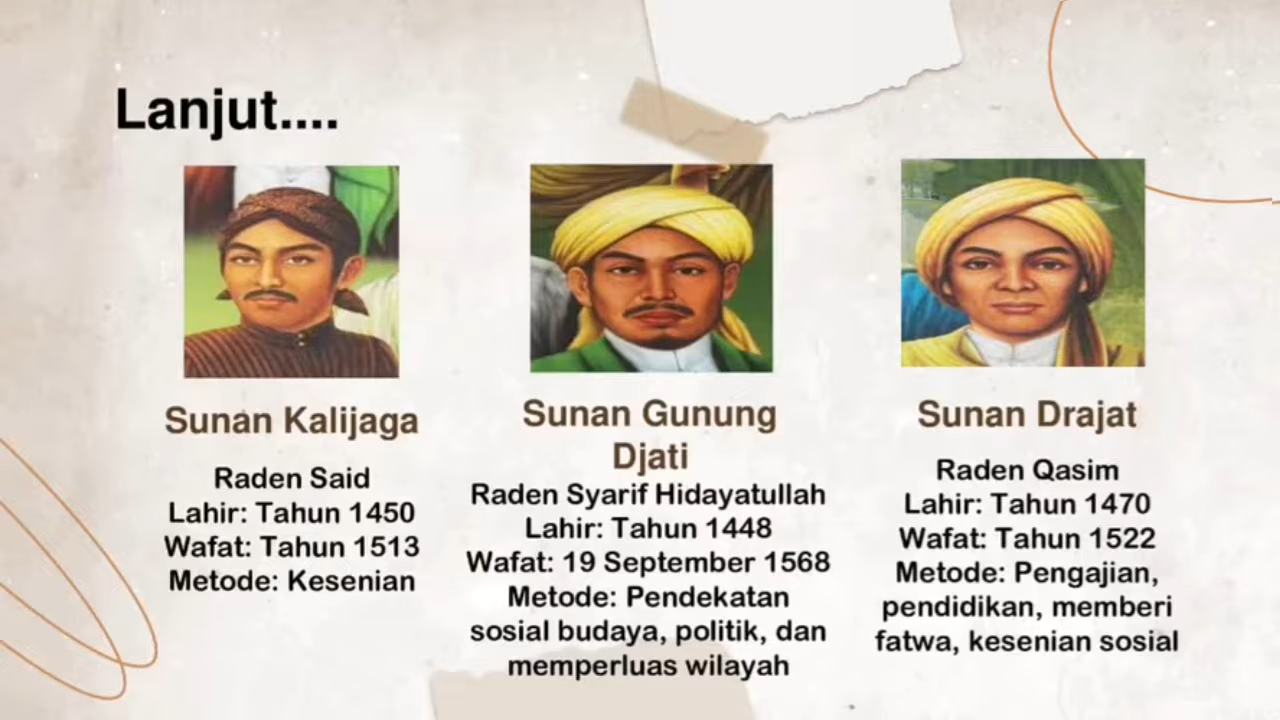 Lanjut....
Sunan Kalijaga
Raden Said
Lahir: Tahun 1450
Wafat: Tahun 1513
Metode: Kesenian
Sunan Gunung
Djati
Raden Syarif Hidayatullah
Lahir: Tahun 1448
Wafat: 19 September 1568
Metode: Pendekatan
sosial budaya, politik, dan
memperluas wilayah
Sunan Drajat
Raden Qasim
Lahir: Tahun 1470
Wafat: Tahun 1522
Metode: Pengajian,
pendidikan, memberi
fatwa, kesenian sosial